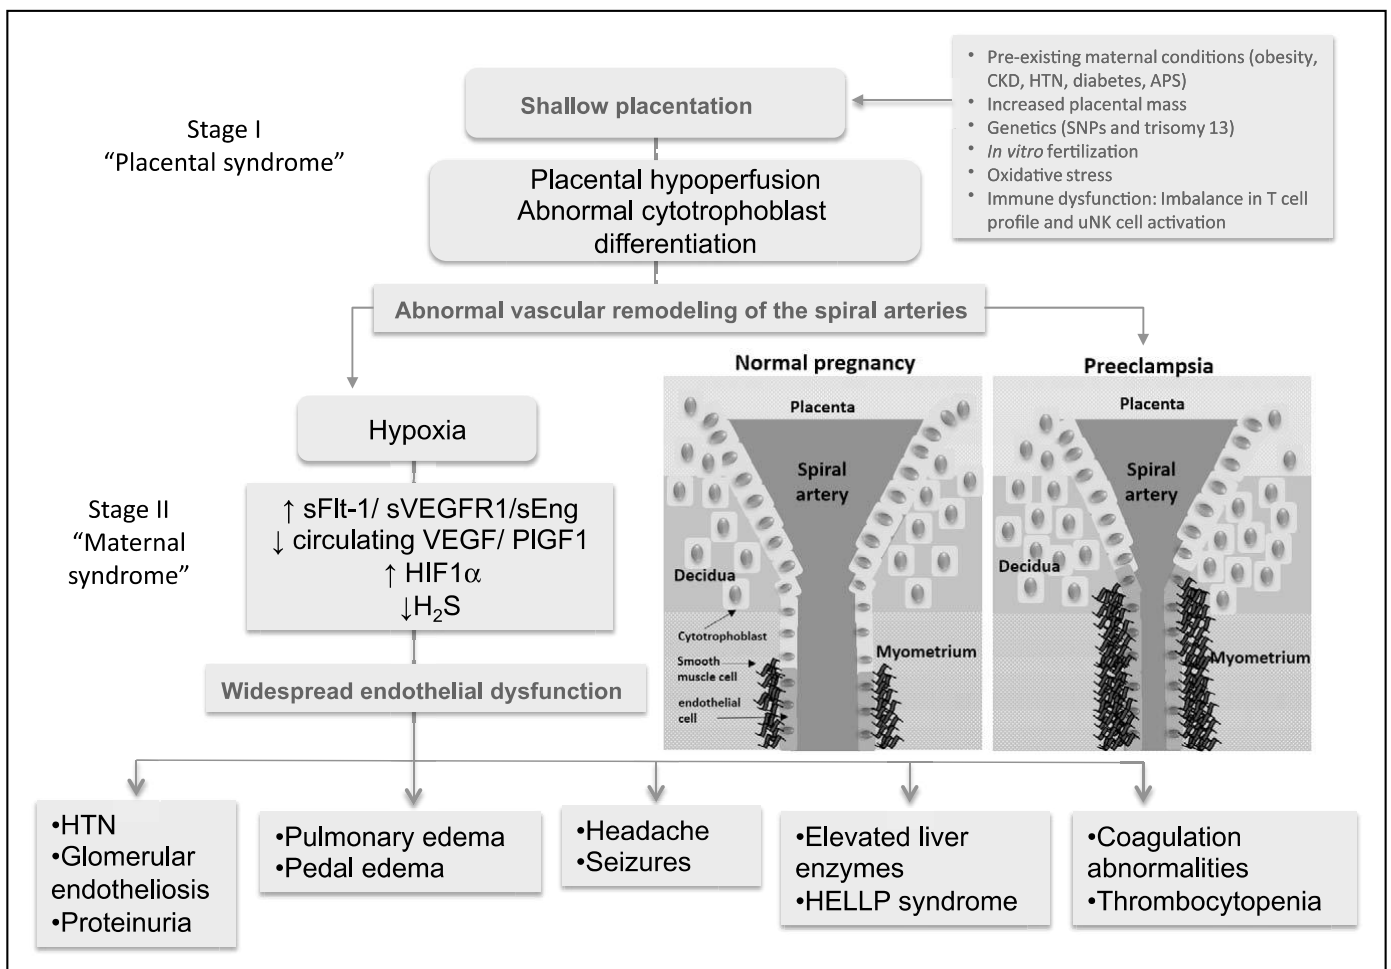 Stage I
“Placental syndrome”
Shallow placentation
• Pre-existing maternal conditions (obesity,
CKD, HTN, diabetes, APS)
• Increased placental mass
• Genetics (SNPs and trisomy 13)
• In vitro fertilization
• Oxidative stress
• Immune dysfunction: Imbalance in T cell
profile and uNK cell activation
Placental hypoperfusion
Abnormal cytotrophoblast
differentiation
Abnormal vascular remodeling of the spiral arteries
Normal pregnancy
Placenta
Spiral
artery
Decidua
Cytotrophoblast
Smooth
muscle cell
endothelial
cell
Myometrium
Preeclampsia
Placenta
Spiral
artery
Decidua
Myometrium
Stage II
“Maternal
syndrome”
Hypoxia
↑ sFlt-1/ sVEGFR1/sEng
↓ circulating VEGF/ PlGF1
↑ HIF1α
↓H₂S
Widespread endothelial dysfunction
•HTN
•Glomerular
endotheliosis
•Proteinuria
•Pulmonary edema
•Pedal edema
•Headache
•Seizures
•Elevated liver
enzymes
•HELLP syndrome
•Coagulation
abnormalities
•Thrombocytopenia